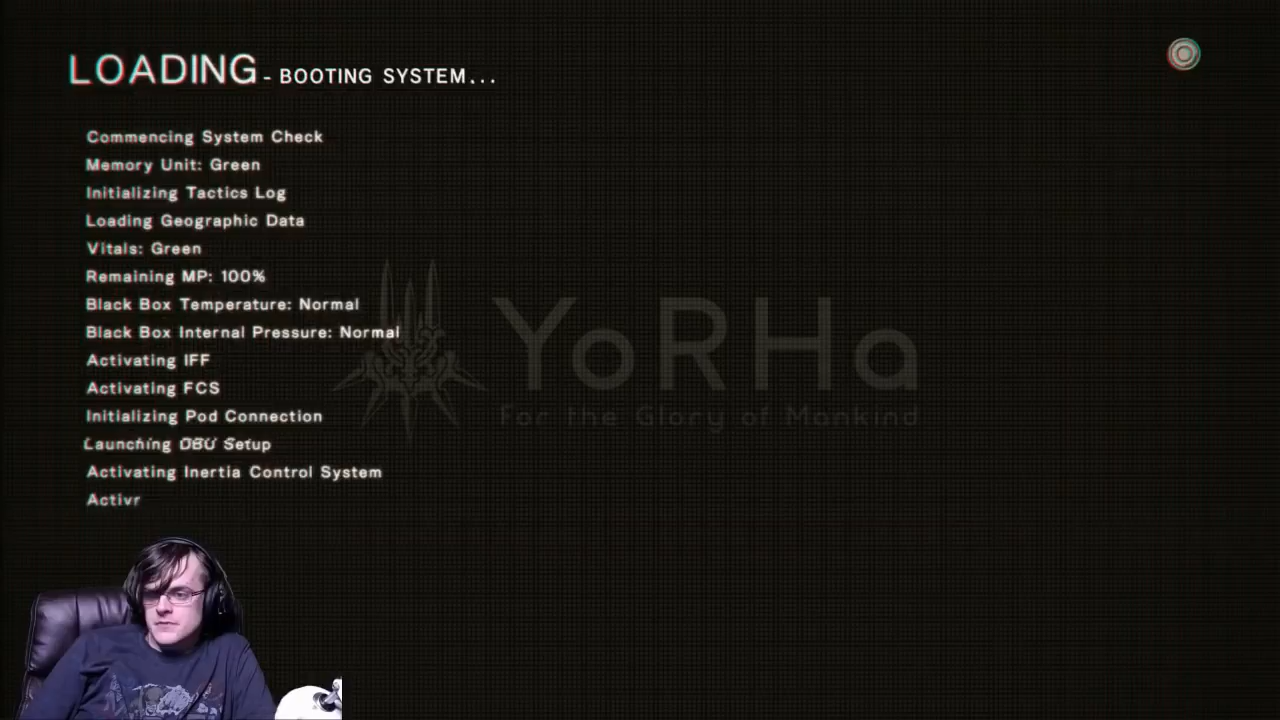 LOADING - BOOTING SYSTEM...
Commencing System Check
Memory Unit: Green
Initializing Tactics Log
Loading Geographic Data
Vitals: Green
Remaining MP: 100%
Black Box Temperature: Normal
Black Box Internal Pressure: Normal
Activating IFF
Activating FCS
Initializing Pod Connection
Launching DBU Setup
Activating Inertia Control System
Activr
YoRHa
For the Glory of Mankind